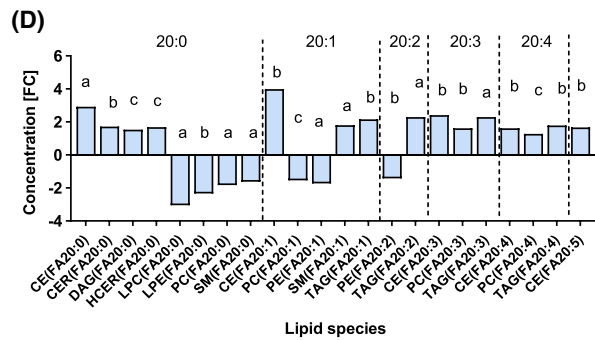 (D)
20:0 20:1 20:2 20:3 20:4
6
4
2
0
-2
-4
Concentration [FC]
a b c c a b a a b c a a b b a b b a b c b b
CE(FA20:0)
CER(FA20:0)
DAG(FA20:0)
HCER(FA20:0)
LPC(FA20:0)
LPE(FA20:0)
PC(FA20:0)
SM(FA20:0)
CE(FA20:1)
PC(FA20:1)
PE(FA20:1)
SM(FA20:1)
TAG(FA20:1)
PE(FA20:2)
TAG(FA20:2)
CE(FA20:3)
PC(FA20:3)
TAG(FA20:3)
CE(FA20:4)
PC(FA20:4)
TAG(FA20:4)
CE(FA20:5)
Lipid species